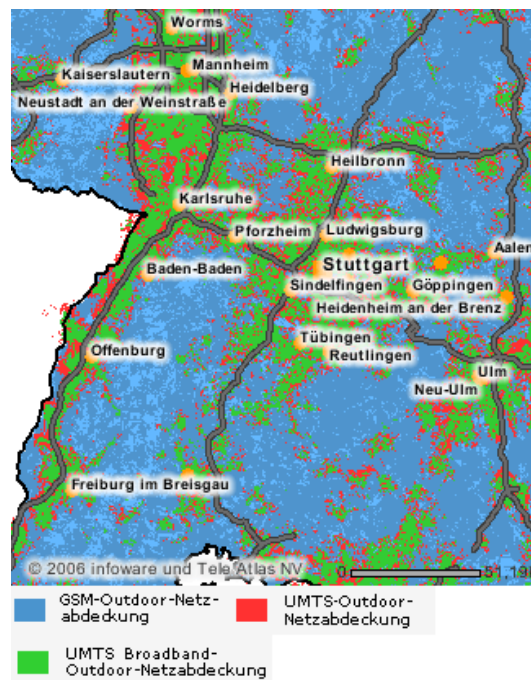 Worms
Mannheim
Kaiserslautern
Heidelberg
Neustadt an der Weinstraße
Heilbronn
Karlsruhe
Pforzheim
Ludwigsburg
Aalen
Stuttgart
Baden-Baden
Sindelfingen
Göppingen
Heidenheim an der Brenz
Tübingen
Offenburg
Reutlingen
Ulm
Neu-Ulm
Freiburg im Breisgau
© 2006 infoware und Tele Atlas NV
0
GSM-Outdoor-Netz-
abdeckung
UMTS-Outdoor-
Netzabdeckung
UMTS Broadband-
Outdoor-Netzabdeckung